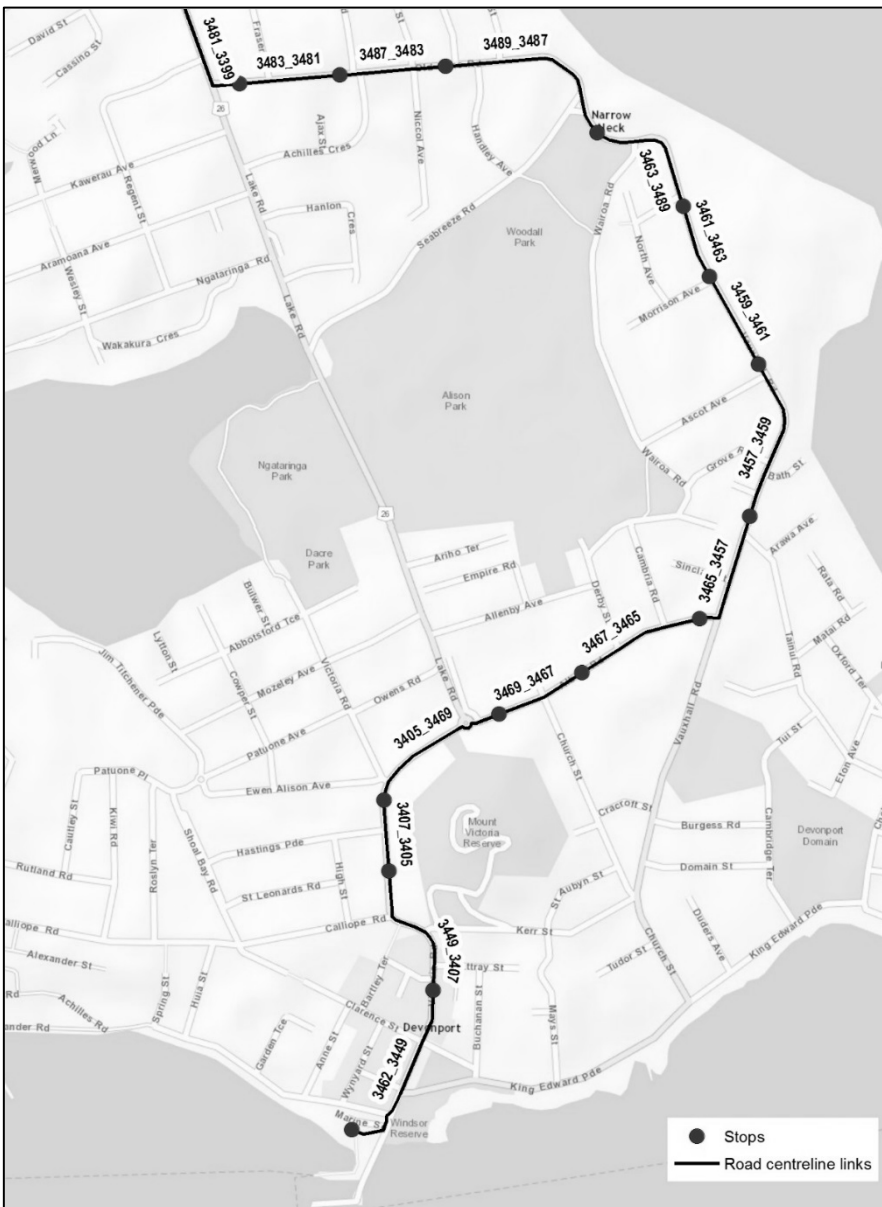 David St
Cassino St
Fraser
3481_3399
3483_3481
3487_3483
3489_3487
26
Ajax St
Niccol Ave
Handley Ave
Narrow
Neck
Achilles Cres
Kawerau Ave
Regent St
Lake Rd
Hanlon
Cres
Seabreeze Rd
Woodall
Park
Wairoa Rd
3463_3489
3461_3463
North Ave
Aramoana Ave
Wesley St
Ngataringa Rd
Lake Rd
Morrison Ave
3459_3461
Wakakura Cres
Alison
Park
Ascot Ave
Ngataringa
Park
Wairoa Rd
Grove
3457_3459
Bath St
26
Dacre
Park
Ariho Ter
Empire Rd
Allenby Ave
Derby St
Cambria Rd
3465_3457
Arawa Ave
Rata Rd
Matai Rd
Tainui Rd
Oxford Ter
Bulwer St
Lytton St
Abbotsford Tce
Jim Titchener Pde
Cowper St
Mozeley Ave
Victoria Rd
Owens Rd
Lake Rd
3467_3465
3469_3467
3405_3469
Vauxhall Rd
Tui St
Eton Ave
Patuone Ave
Patuone Pl
Ewen Alison Ave
Church St
Cautley St
Kiwi Rd
Roslyn Ter
Shoal Bay Rd
3407_3405
Mount
Victoria
Reserve
Cracroft St
Burgess Rd
Cambridge Ter
Devonport
Domain
Hastings Pde
Rutland Rd
High St
St Leonards Rd
St Aubyn St
Domain St
Calliope Rd
Kerr St
Duders Ave
King Edward Pde
Alexander St
Spring St
Huia St
Bartley Ter
3449_3407
Tudor St
Church St
Achilles Rd
Clarence St
Devonport
Buchanan St
Mays St
Garden Tce
Anne St
Wynyard St
3462_3449
King Edward Pde
Marine S
Windsor
Reserve
Stops
Road centreline links